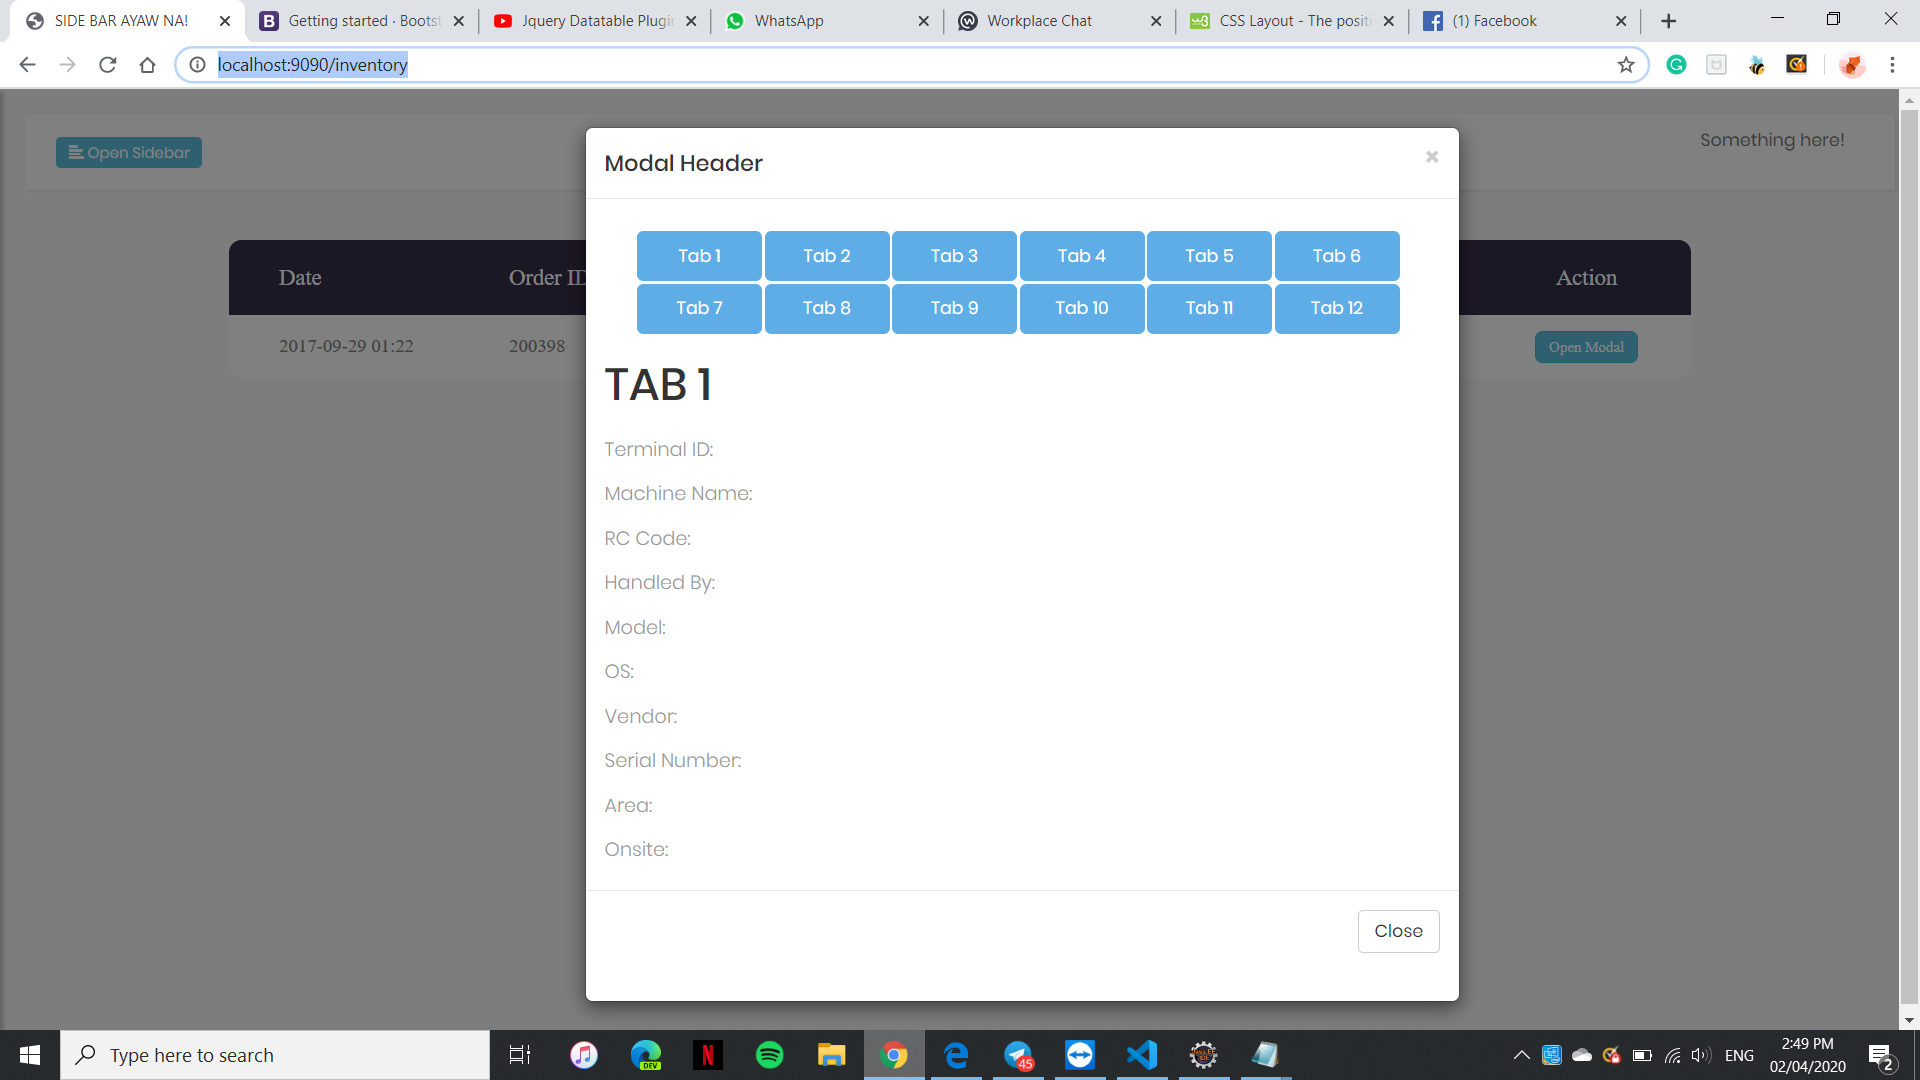 SIDE BAR AYAW NA!
Getting started · Bootst
Jquery Datatable Plugin
WhatsApp
Workplace Chat
CSS Layout - The positi
(1) Facebook
localhost:9090/inventory
Open Sidebar
Something here!
Modal Header
Date
Order ID
Action
2017-09-29 01:22
200398
Open Modal
Tab 1
Tab 2
Tab 3
Tab 4
Tab 5
Tab 6
Tab 7
Tab 8
Tab 9
Tab 10
Tab 11
Tab 12
TAB 1
Terminal ID:
Machine Name:
RC Code:
Handled By:
Model:
OS:
Vendor:
Serial Number:
Area:
Onsite:
Close
Type here to search
DEV
45
ENG
2:49 PM
02/04/2020
2